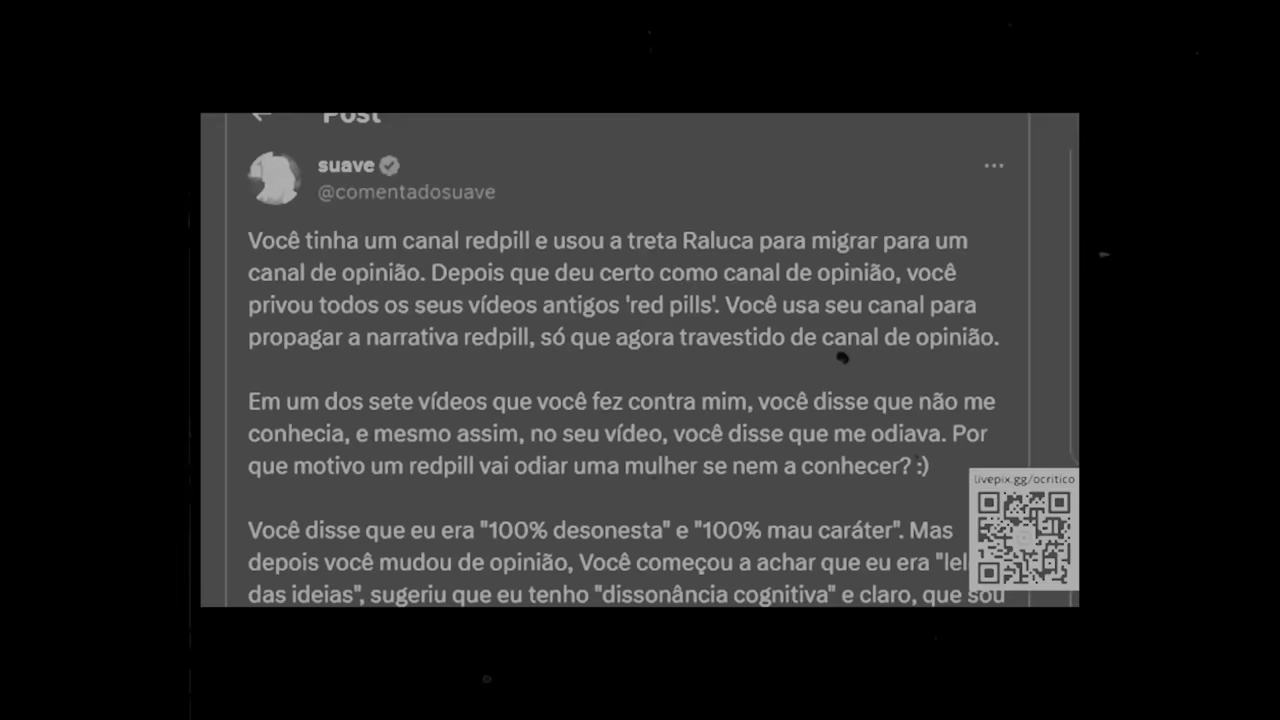 Post
suave
@comentadosuave
Você tinha um canal redpill e usou a treta Raluca para migrar para um
canal de opinião. Depois que deu certo como canal de opinião, você
privou todos os seus vídeos antigos 'red pills'. Você usa seu canal para
propagar a narrativa redpill, só que agora travestido de canal de opinião.
Em um dos sete vídeos que você fez contra mim, você disse que não me
conhecia, e mesmo assim, no seu vídeo, você disse que me odiava. Por
que motivo um redpill vai odiar uma mulher se nem a conhecer? :)
livepix.gg/ocritico
Você disse que eu era "100% desonesta" e "100% mau caráter". Mas
depois você mudou de opinião, Você começou a achar que eu era
das ideias", sugeriu que eu tenho "dissonância cognitiva" e claro, que sou